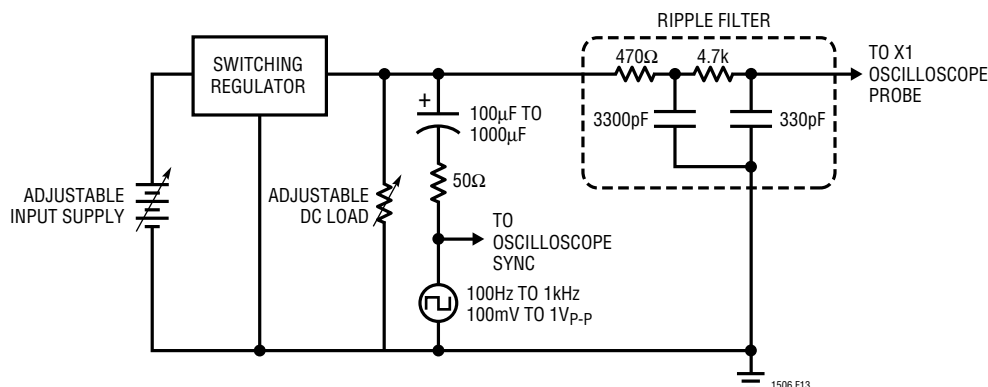 RIPPLE FILTER
SWITCHING
REGULATOR
470Ω
4.7k
TO X1
OSCILLOSCOPE
PROBE
+
100µF TO
1000µF
3300pF
330pF
ADJUSTABLE
INPUT SUPPLY
ADJUSTABLE
DC LOAD
50Ω
TO
OSCILLOSCOPE
SYNC
100Hz TO 1kHz
100mV TO 1VP-P
1506 F13